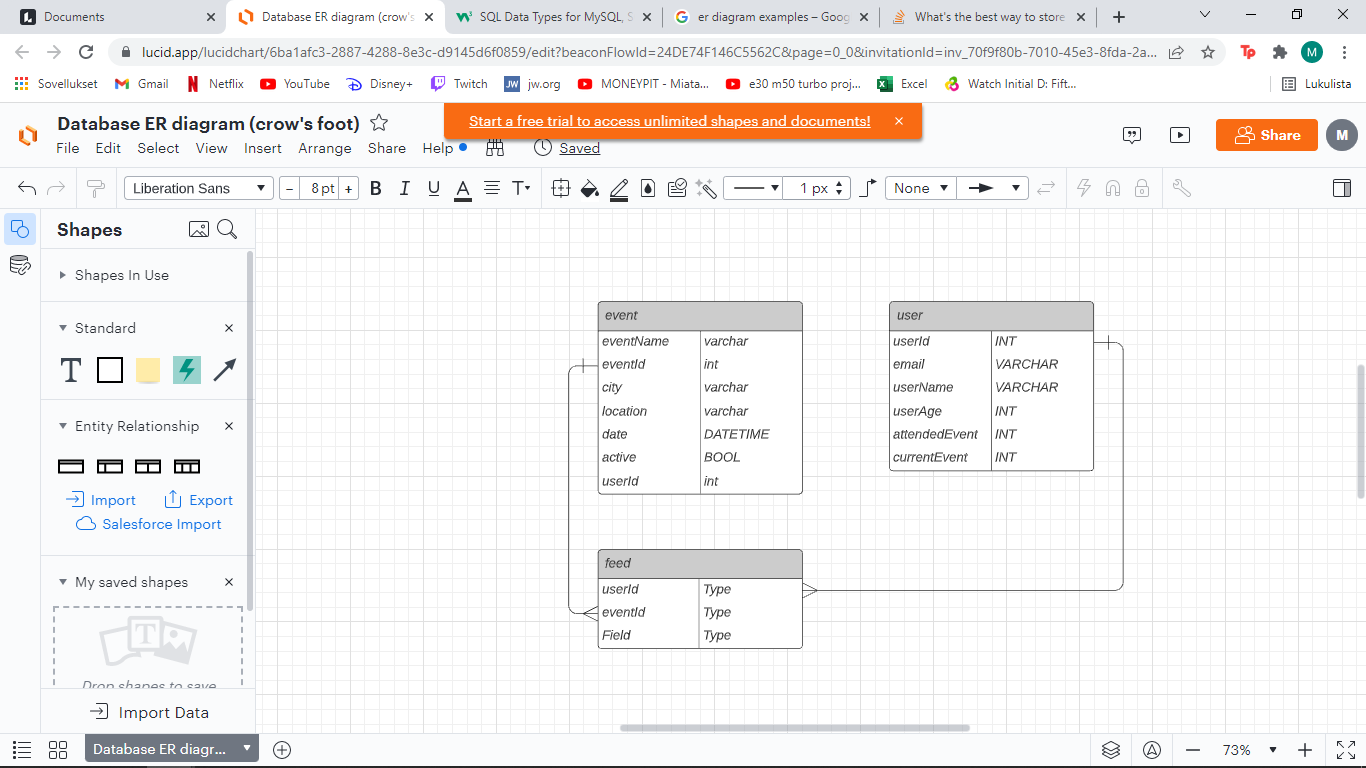 Documents
Database ER diagram (crow's
SQL Data Types for MySQL, S
er diagram examples – Goog
What's the best way to store
lucid.app/lucidchart/6ba1afc3-2887-4288-8e3c-d9145d6f0859/edit?beaconFlowId=24DE74F146C5562C&page=0_0&invitationId=inv_70f9f80b-7010-45e3-8fda-2a...
Sovellukset
Gmail
Netflix
YouTube
Disney+
Twitch
jw.org
MONEYPIT - Miata...
e30 m50 turbo proj...
Excel
Watch Initial D: Fift...
Lukulista
Start a free trial to access unlimited shapes and documents!
Database ER diagram (crow's foot)
File Edit Select View Insert Arrange Share Help
Saved
Share
M
Liberation Sans
8 pt
B I U A T
1 px
None
Shapes
Shapes In Use
Standard
T
Entity Relationship
Import
Export
Salesforce Import
My saved shapes
T
Drop shapes to save
Import Data
event
eventName varchar
eventId int
city varchar
location varchar
date DATETIME
active BOOL
userId int
user
userId INT
email VARCHAR
userName VARCHAR
userAge INT
attendedEvent INT
currentEvent INT
feed
userId Type
eventId Type
Field Type
Database ER diagr...
73%